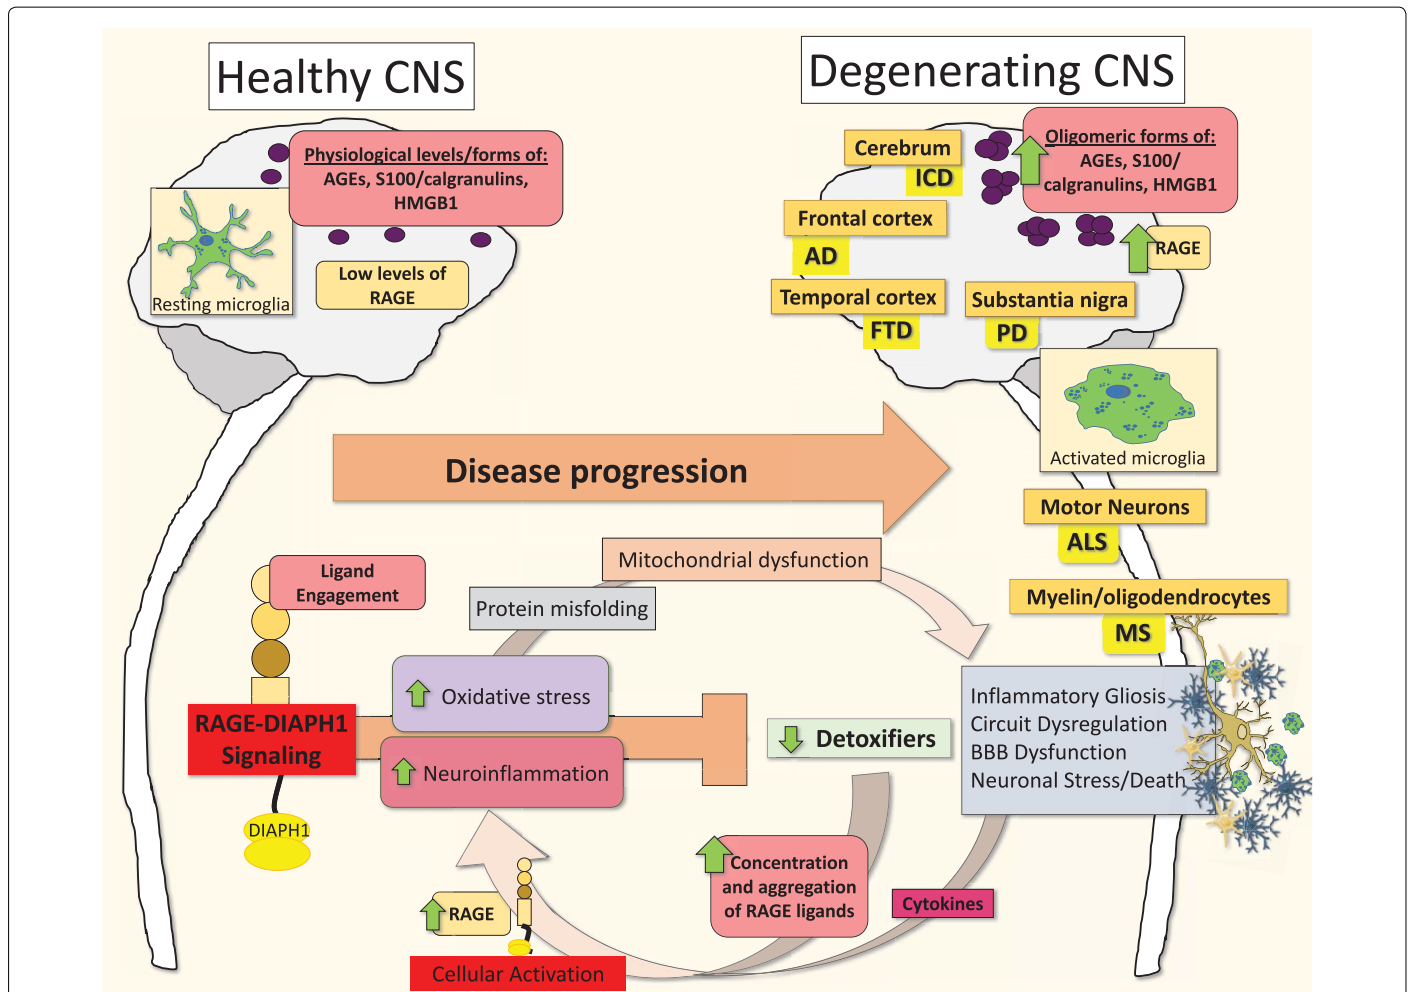 Healthy CNS
Degenerating CNS
Physiological levels/forms of:
AGEs, S100/calgranulins,
HMGB1
Resting microglia
Low levels of
RAGE
Cerebrum
ICD
Oligomeric forms of:
AGEs, S100/
calgranulins, HMGB1
Frontal cortex
AD
RAGE
Temporal cortex
FTD
Substantia nigra
PD
Activated microglia
Disease progression
Motor Neurons
ALS
Mitochondrial dysfunction
Protein misfolding
Myelin/oligodendrocytes
MS
Ligand
Engagement
RAGE-DIAPH1
Signaling
DIAPH1
Oxidative stress
Neuroinflammation
Detoxifiers
Inflammatory Gliosis
Circuit Dysregulation
BBB Dysfunction
Neuronal Stress/Death
Concentration
and aggregation
of RAGE ligands
Cytokines
RAGE
Cellular Activation